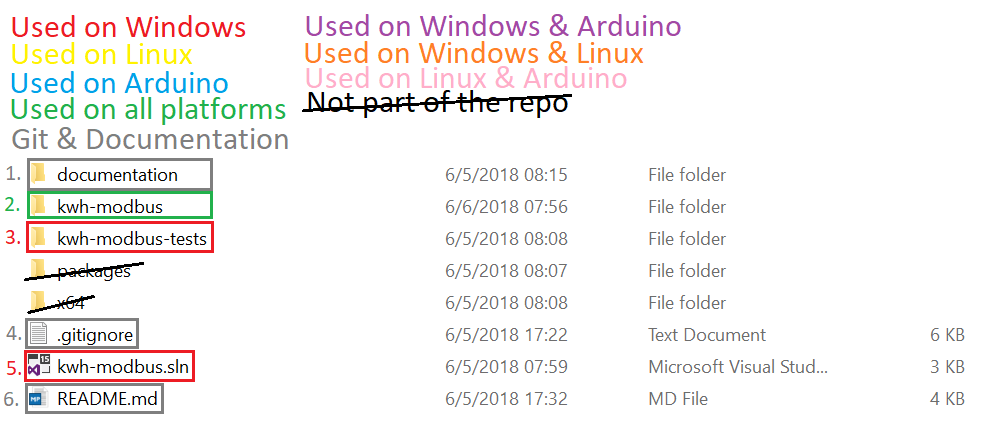 Used on Windows
Used on Linux
Used on Arduino
Used on all platforms
Git & Documentation
Used on Windows & Arduino
Used on Windows & Linux
Used on Linux & Arduino
Not part of the repo
1. documentation 6/5/2018 08:15 File folder
2. kwh-modbus 6/6/2018 07:56 File folder
3. kwh-modbus-tests 6/5/2018 08:08 File folder
packages 6/5/2018 08:07 File folder
x64 6/5/2018 08:08 File folder
4. .gitignore 6/5/2018 17:22 Text Document 6 KB
5. kwh-modbus.sln 6/5/2018 07:59 Microsoft Visual Stud... 3 KB
6. README.md 6/5/2018 17:32 MD File 4 KB